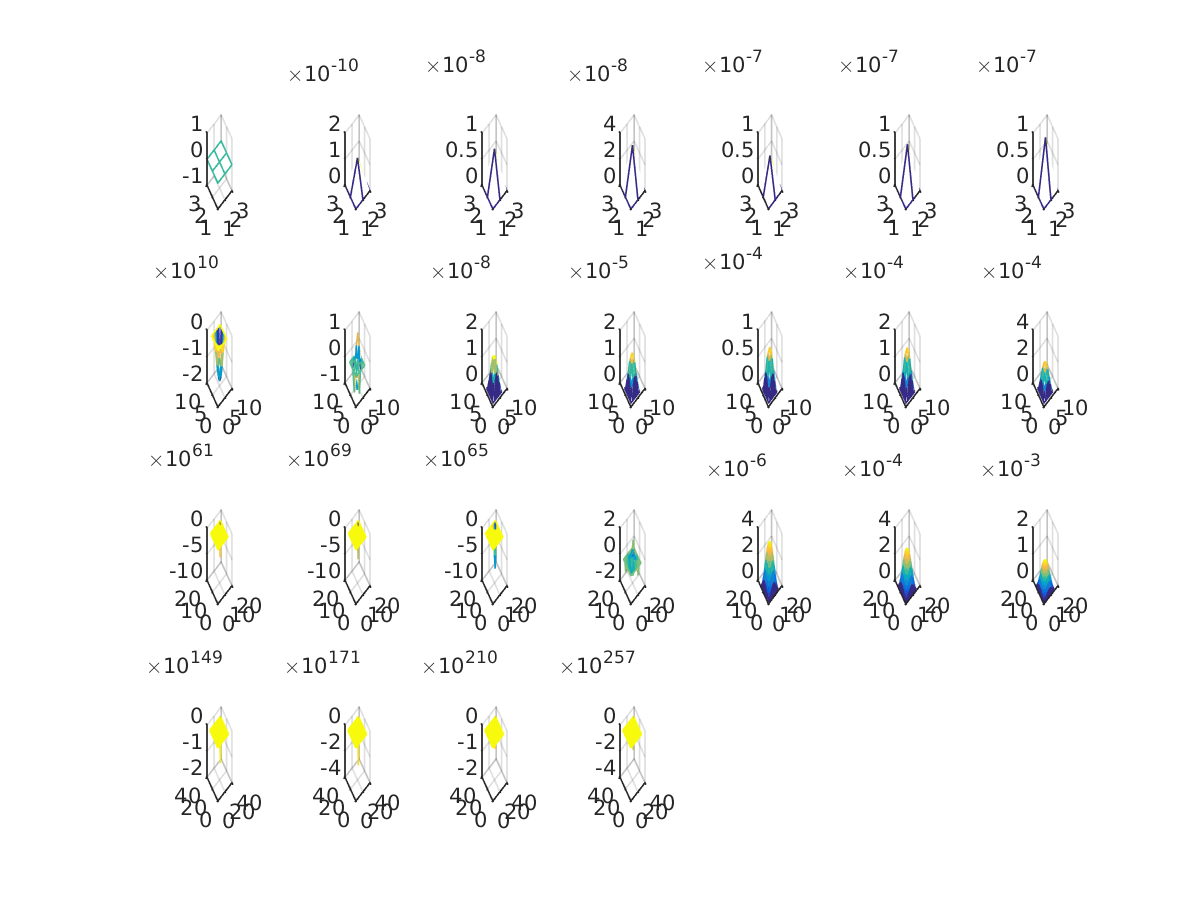 ×10^-10 ×10^-8 ×10^-8 ×10^-7 ×10^-7 ×10^-7
1 2 1 4 1 1 1
0 1 0.5 2 0.5 0.5 0.5
-1 0 0 0 0 0 0
3 3 3 3 3 3 3 3 3 3 3 3 3 3
2 2 2 2 2 2 2 2 2 2 2 2 2 2
1 1 1 1 1 1 1 1 1 1 1 1 1 1
×10^10 ×10^-8 ×10^-5 ×10^-4 ×10^-4 ×10^-4
0 1 2 2 1 2 4
-1 0 1 1 0.5 1 2
-2 -1 0 0 0 0 0
10 10 10 10 10 10 10 10 10 10 10 10 10 10
5 5 5 5 5 5 5 5 5 5 5 5 5 5
0 0 0 0 0 0 0 0 0 0 0 0 0 0
×10^61 ×10^69 ×10^65 ×10^-6 ×10^-4 ×10^-3
0 0 0 2 4 4 2
-5 -5 -5 0 2 2 1
-10 -10 -10 -2 0 0 0
20 20 20 20 20 20 20 20 20 20 20 20 20 20
10 10 10 10 10 10 10 10 10 10 10 10 10 10
0 0 0 0 0 0 0 0 0 0 0 0 0 0
×10^149 ×10^171 ×10^210 ×10^257
0 0 0 0
-1 -2 -1 -2
-2 -4 -2 -4
40 40 40 40 40 40 40 40
20 20 20 20 20 20 20 20
0 0 0 0 0 0 0 0